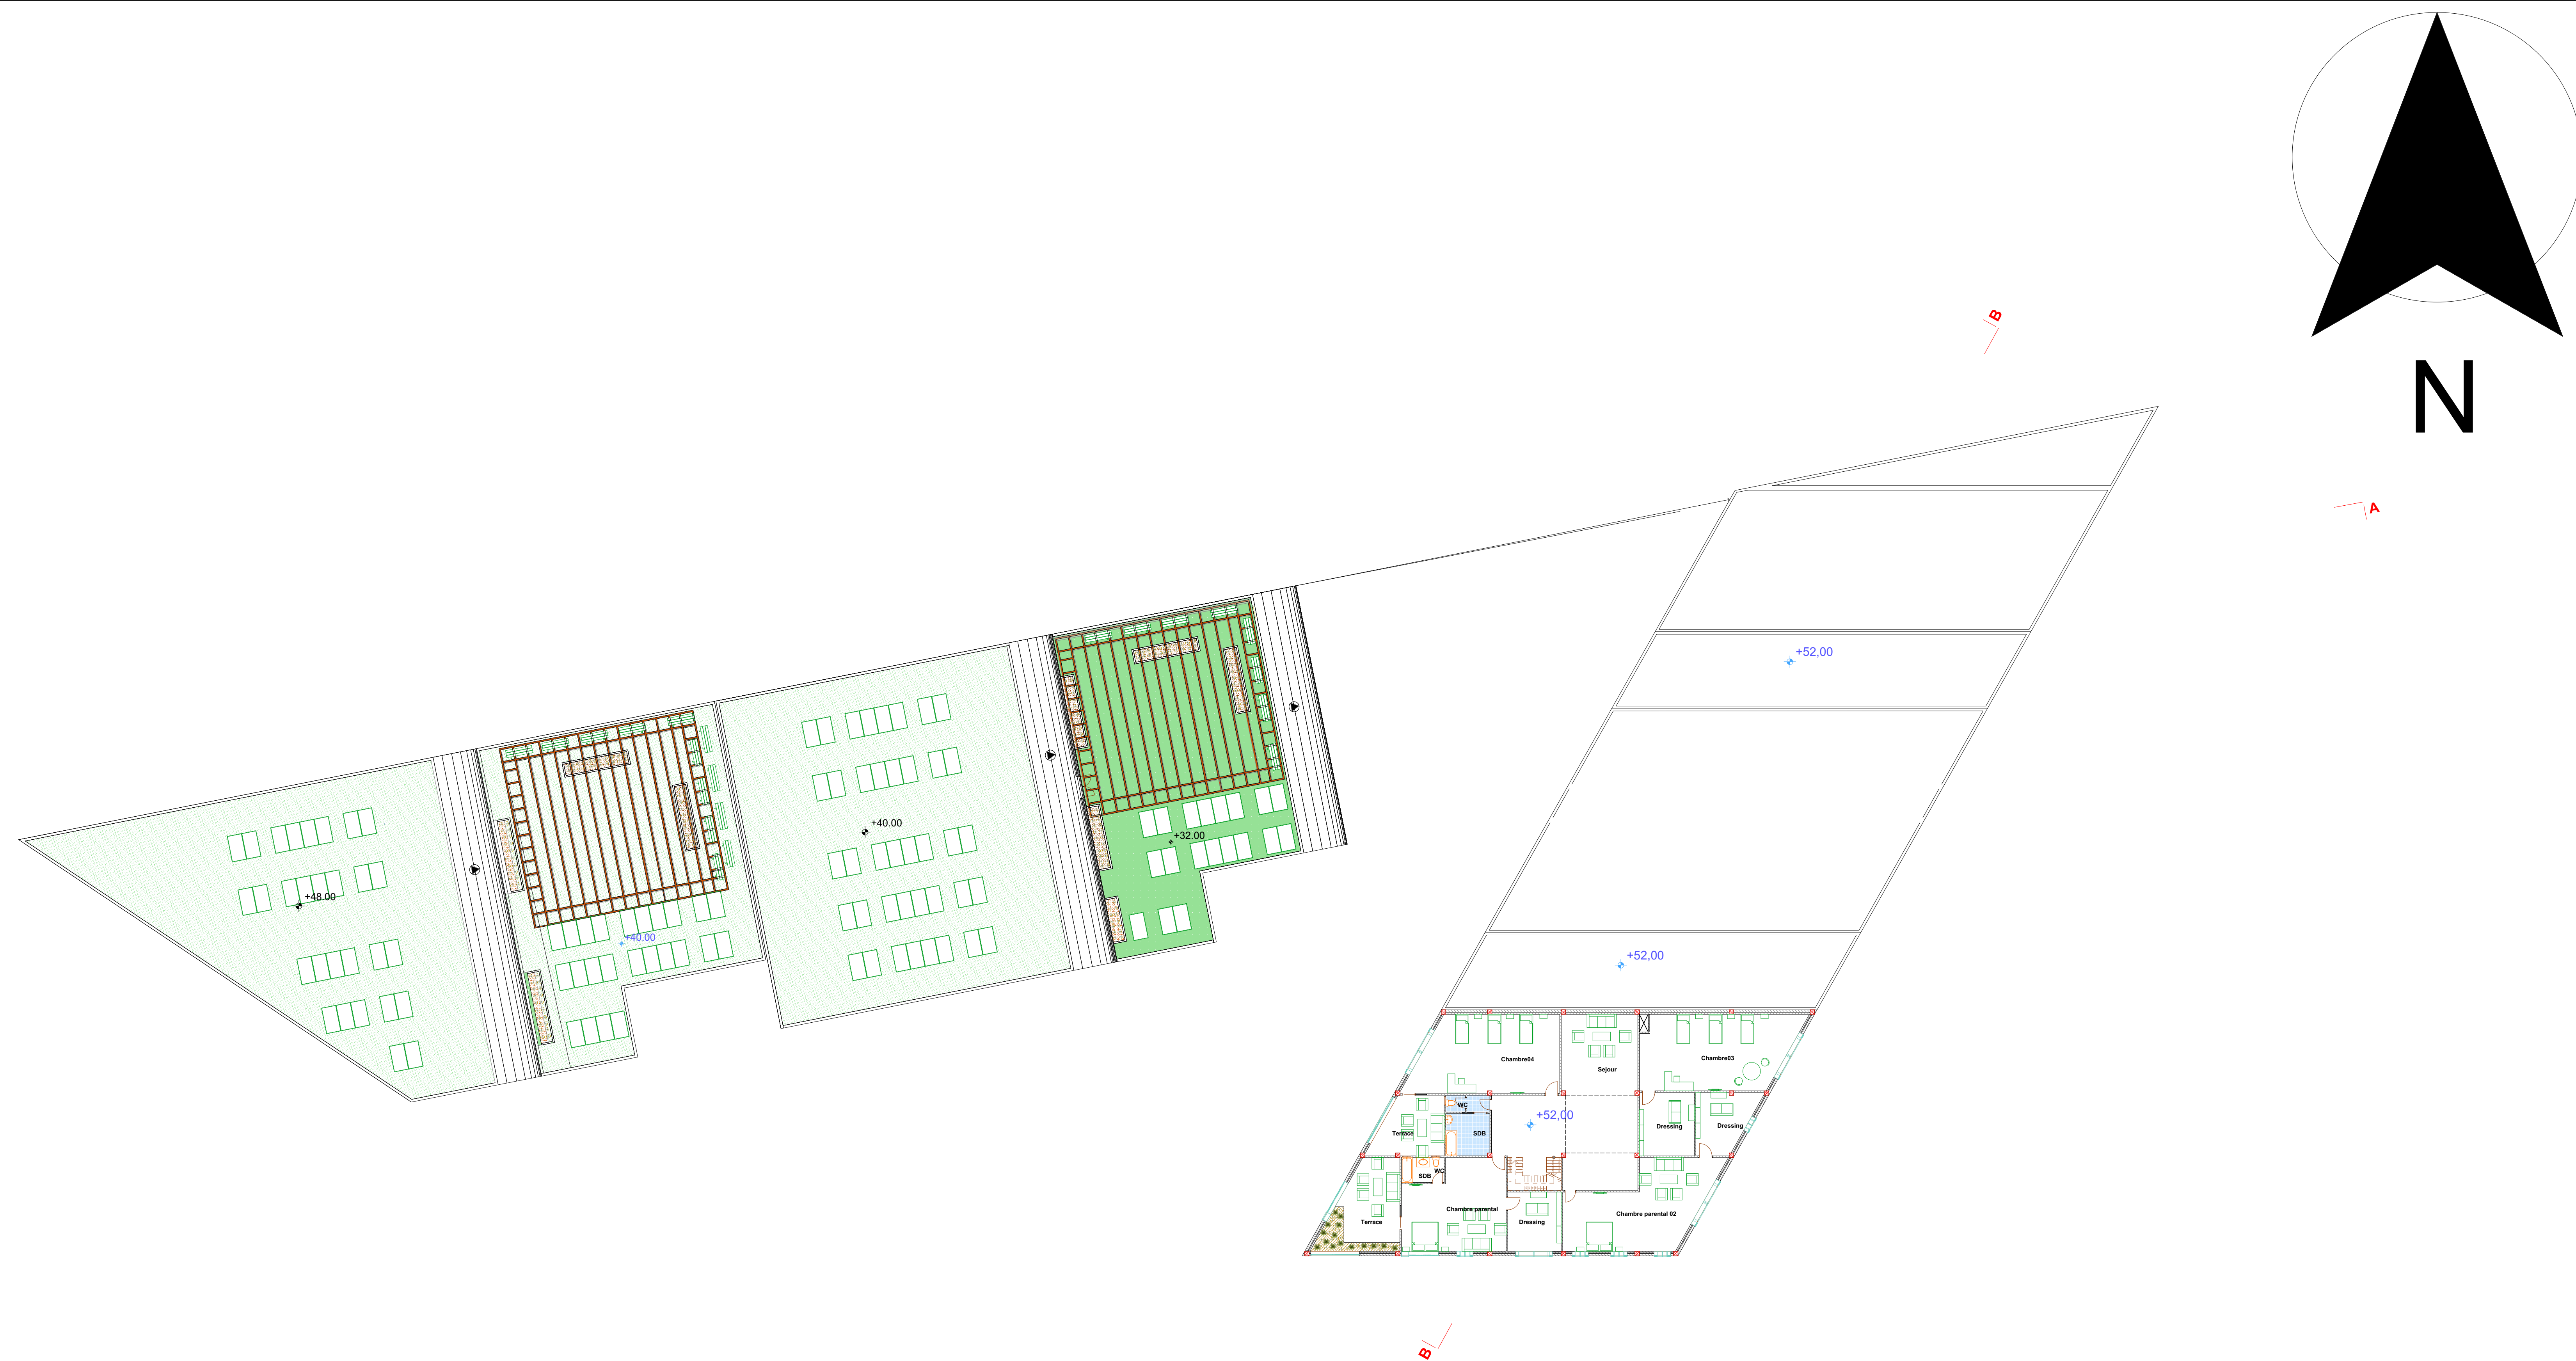 N
B
A
+52,00
+40.00
+32.00
+48.00
+40.00
+52,00
Chambre04
Sejour
Chambre03
WC
+52,00
Terrace
SDB
Dressing
Dressing
SDB
WC
Terrace
Chambre parental
Dressing
Chambre parental 02
B